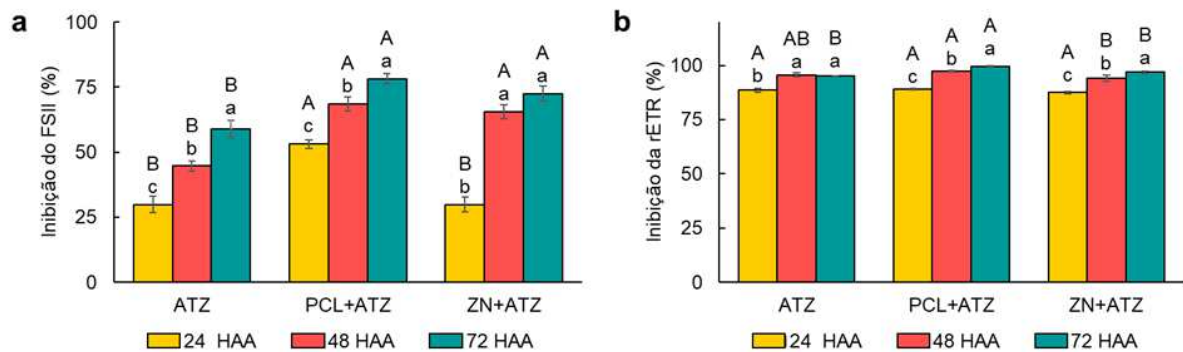 a
Inibição do FSII (%)
100
75
50
25
0
B c
B b
B a
A c
A b
A a
B b
A a
A a
ATZ PCL+ATZ ZN+ATZ
24 HAA 48 HAA 72 HAA
b
Inibição da rETR (%)
100
75
50
25
0
A b
AB a
B a
A c
A b
A a
A c
B b
B a
ATZ PCL+ATZ ZN+ATZ
24 HAA 48 HAA 72 HAA